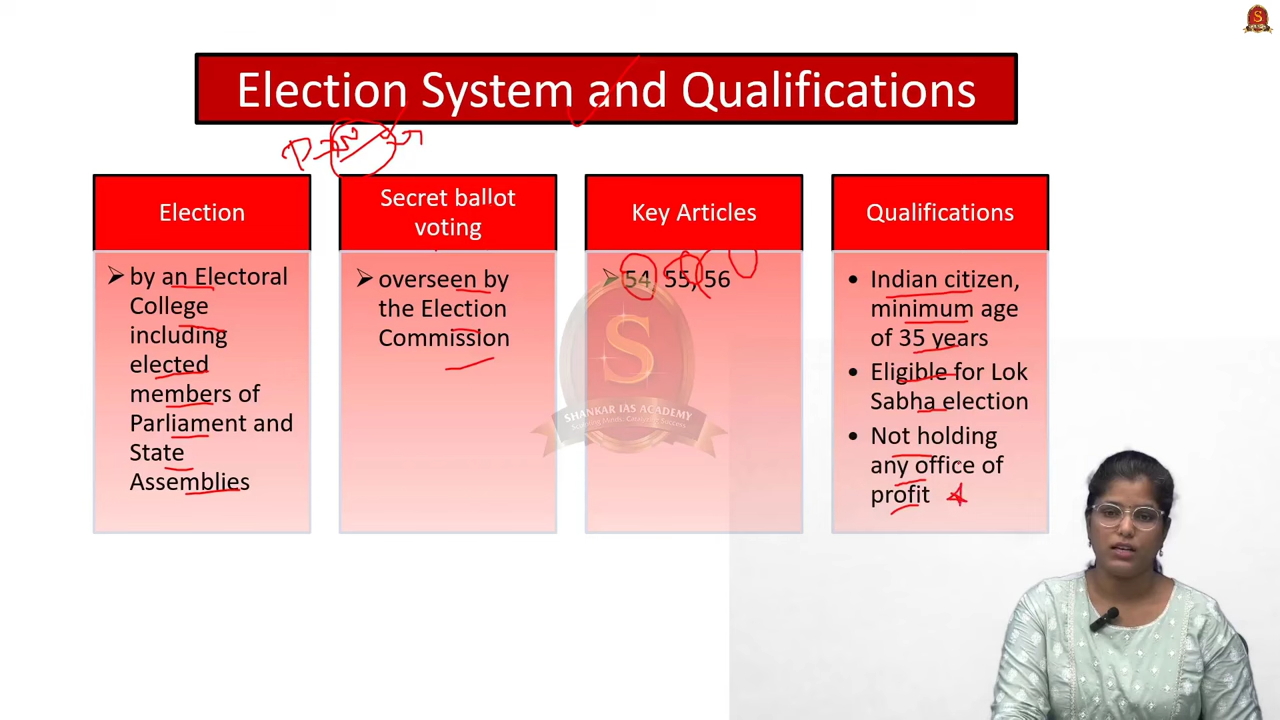 Election System and Qualifications
Election
by an Electoral
College
including
elected
members of
Parliament and
State
Assemblies
Secret ballot
voting
overseen by
the Election
Commission
Key Articles
54, 55, 56
Qualifications
Indian citizen,
minimum age
of 35 years
Eligible for Lok
Sabha election
Not holding
any office of
profit
S
SHANKAR IAS ACADEMY
S